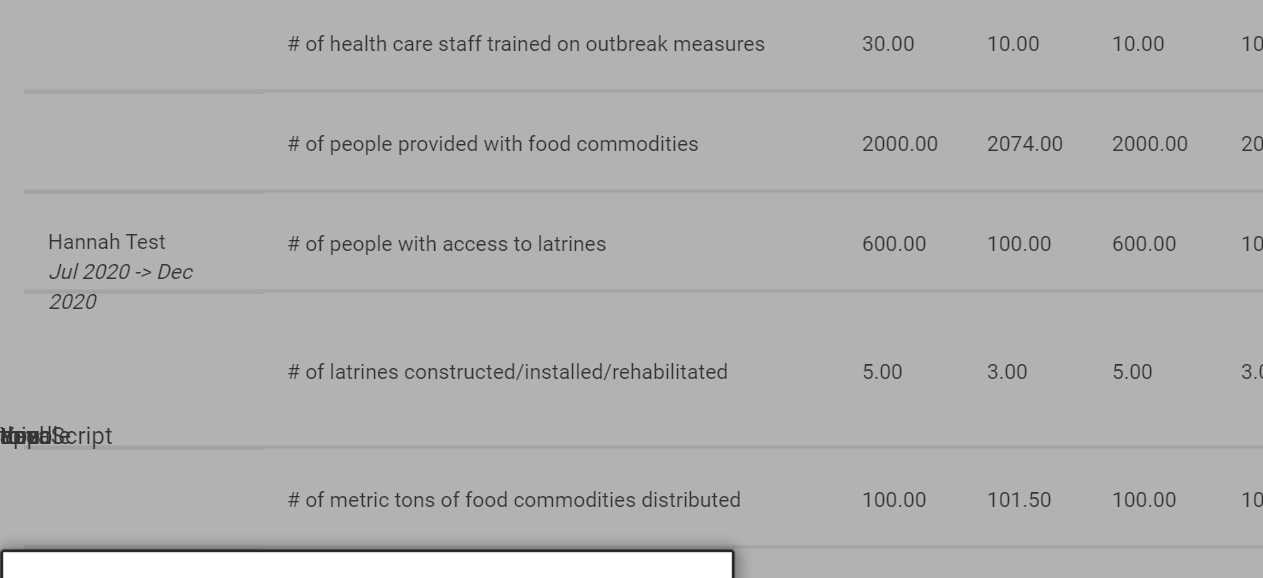 # of health care staff trained on outbreak measures 30.00 10.00 10.00 10
# of people provided with food commodities 2000.00 2074.00 2000.00 20
Hannah Test # of people with access to latrines 600.00 100.00 600.00 10
Jul 2020 -> Dec
2020
# of latrines constructed/installed/rehabilitated 5.00 3.00 5.00 3.0
# of metric tons of food commodities distributed 100.00 101.50 100.00 10